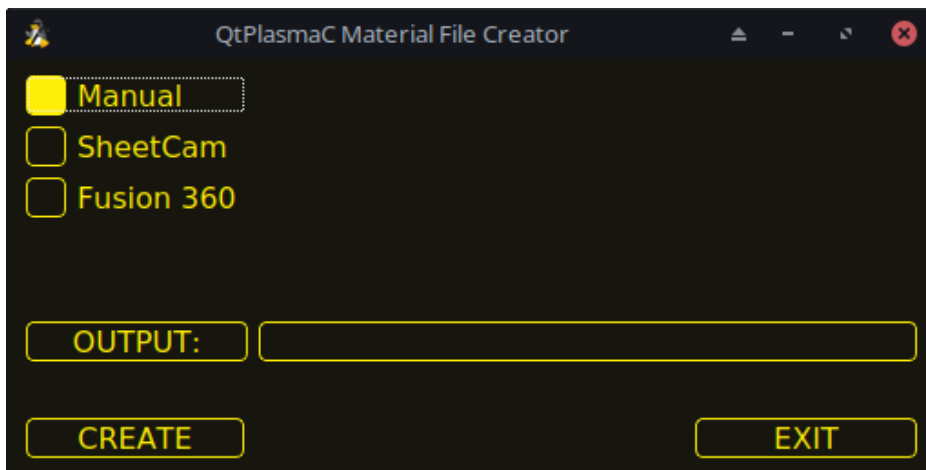 QtPlasmaC Material File Creator
Manual
SheetCam
Fusion 360
OUTPUT:
CREATE
EXIT